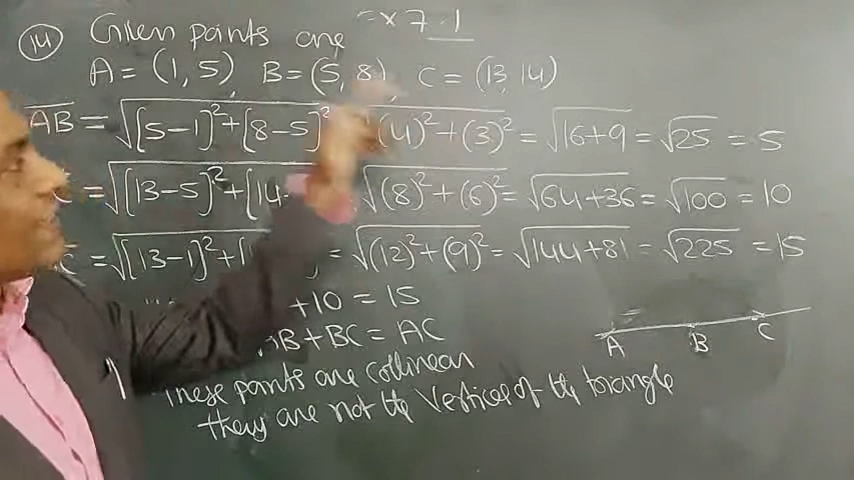 Ex 7.1
(14) Given points are
A = (1, 5), B = (5, 8), C = (13, 14)
AB = √[5-1]²+[8-5]² (4)²+(3)² = √16+9 = √25 = 5
C = √[13-5]²+[14- √(8)²+(6)² = √64+36 = √100 = 10
C = √[13-1]²+[ = √(12)²+(9)² = √144+81 = √225 = 15
+10 = 15
AB+BC = AC
These points are collinear
they are not the vertices of the triangle
A B C